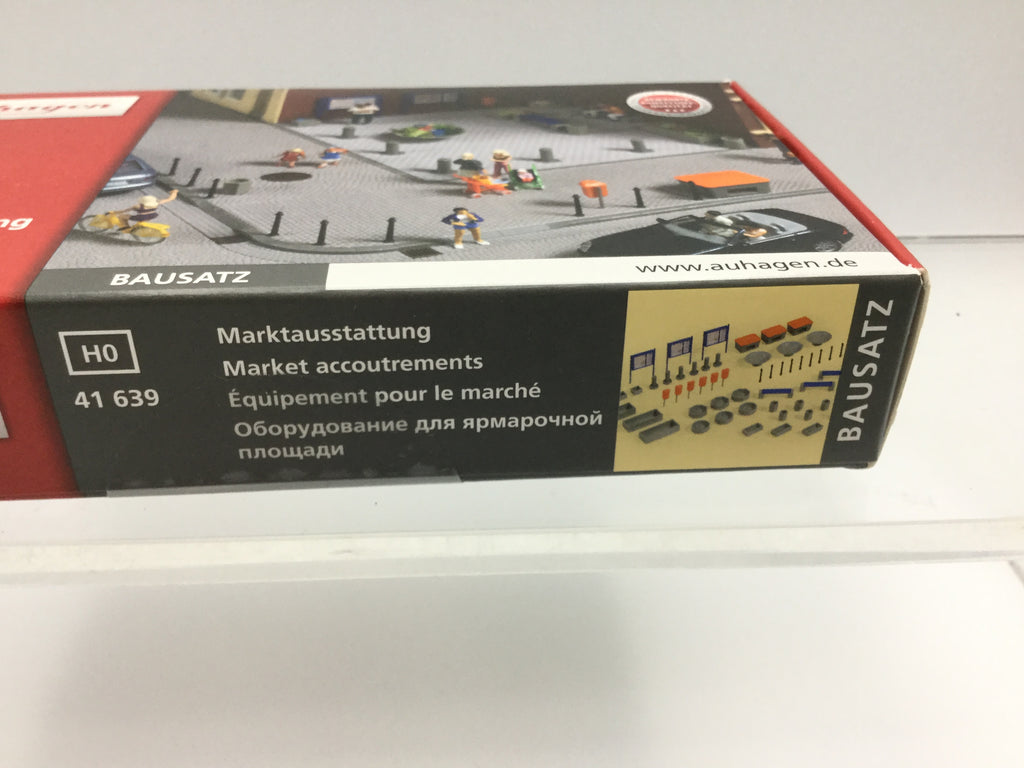 BAUSATZ
www.auhagen.de
H0
41 639
Marktausstattung
Market accoutrements
Équipement pour le marché
Оборудование для ярмарочной
площади
BAUSATZ